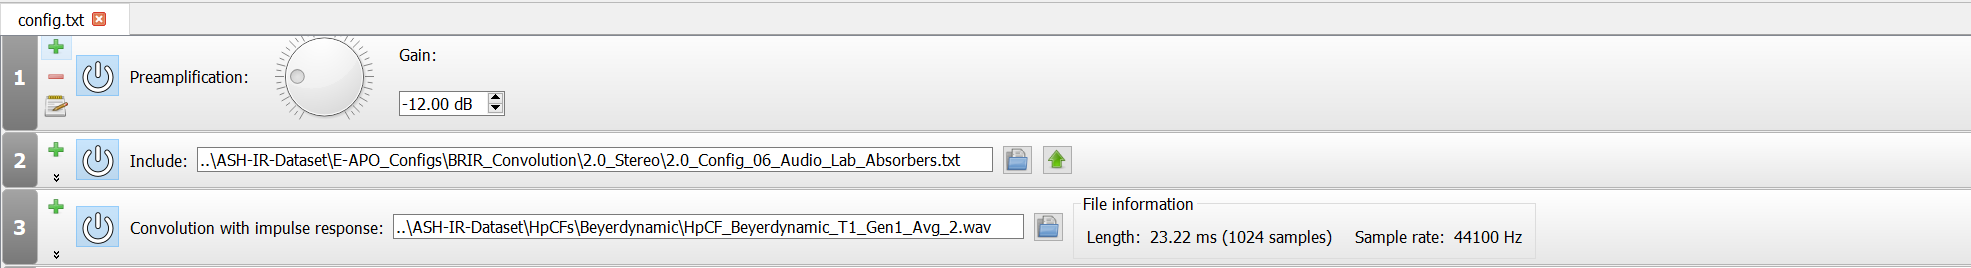 config.txt
1
Preamplification:
Gain:
-12.00 dB
2
Include: ..\ASH-IR-Dataset\E-APO_Configs\BRIR_Convolution\2.0_Stereo\2.0_Config_06_Audio_Lab_Absorbers.txt
3
Convolution with impulse response: ..\ASH-IR-Dataset\HpCFs\Beyerdynamic\HpCF_Beyerdynamic_T1_Gen1_Avg_2.wav
File information
Length: 23.22 ms (1024 samples) Sample rate: 44100 Hz